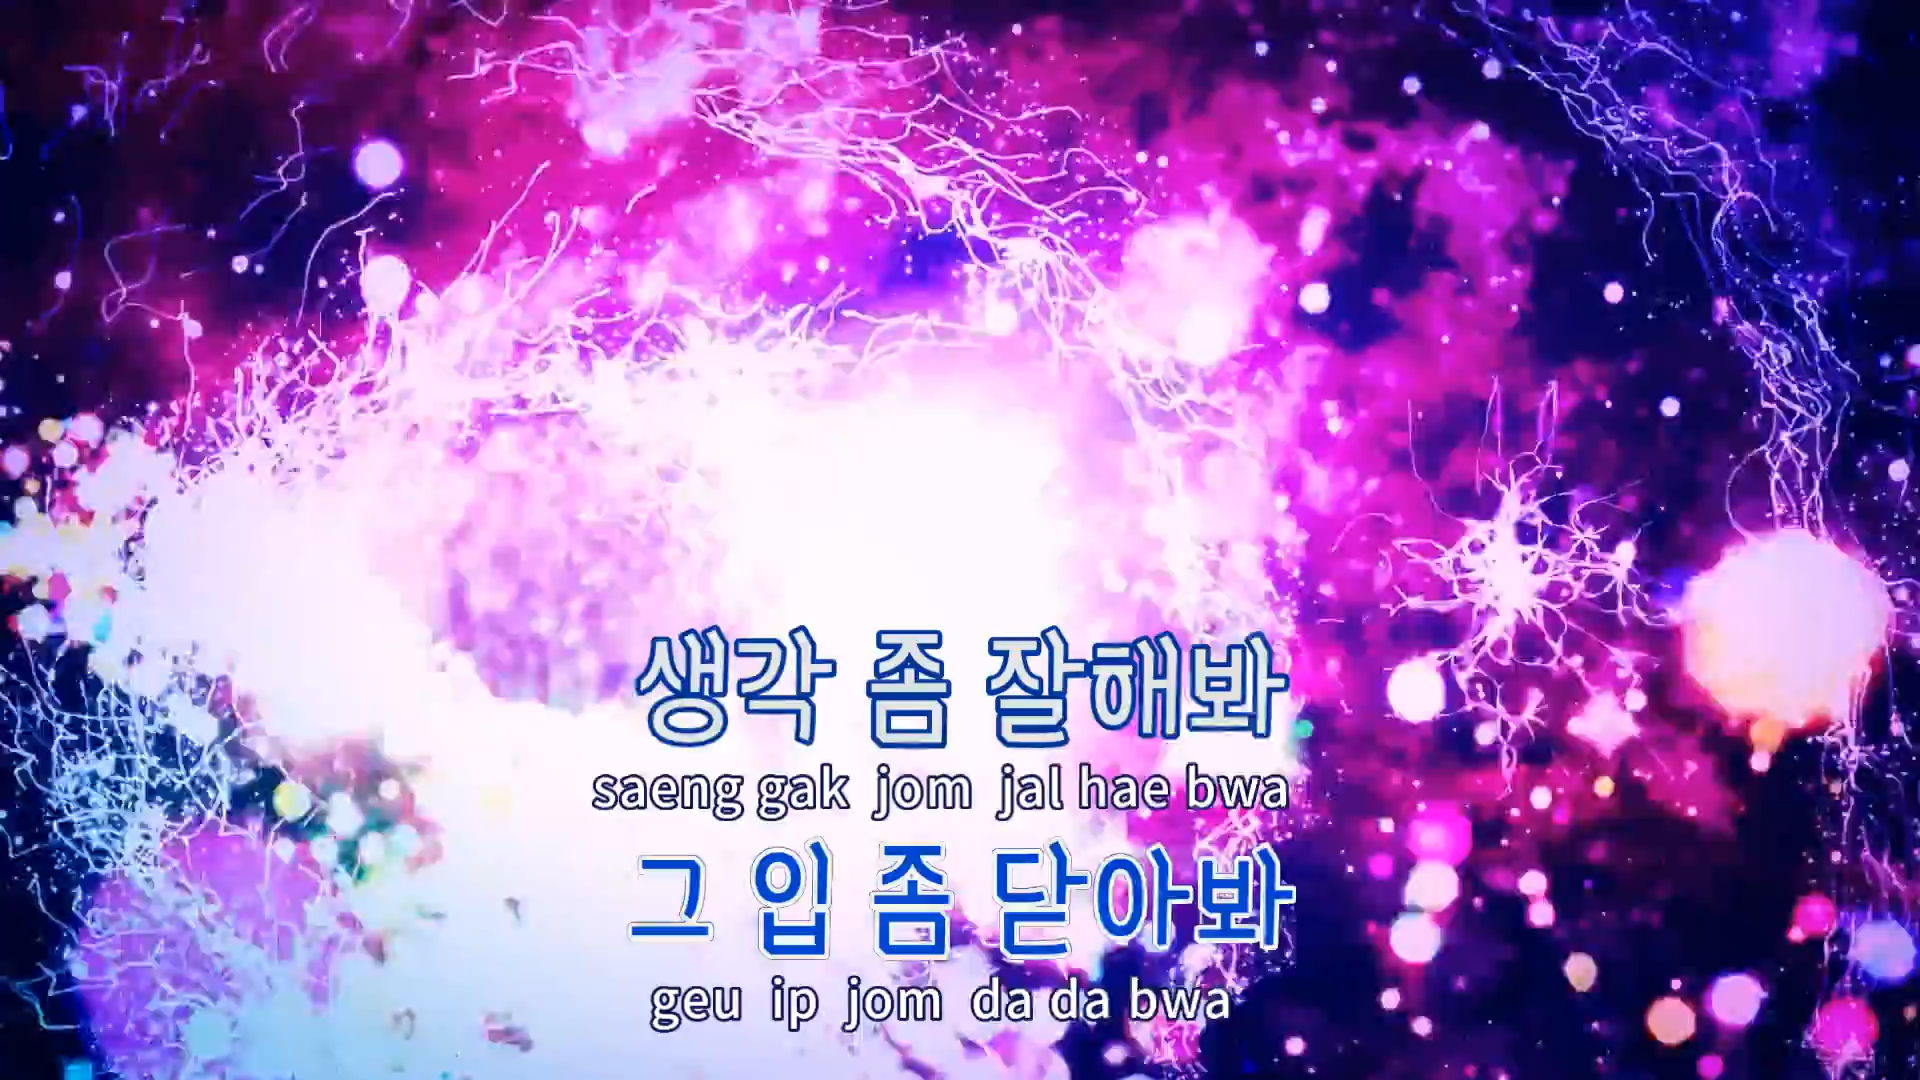 생각 좀 잘해봐
saeng gak jom jal hae bwa
그 입 좀 닫아봐
geu ip jom da da bwa